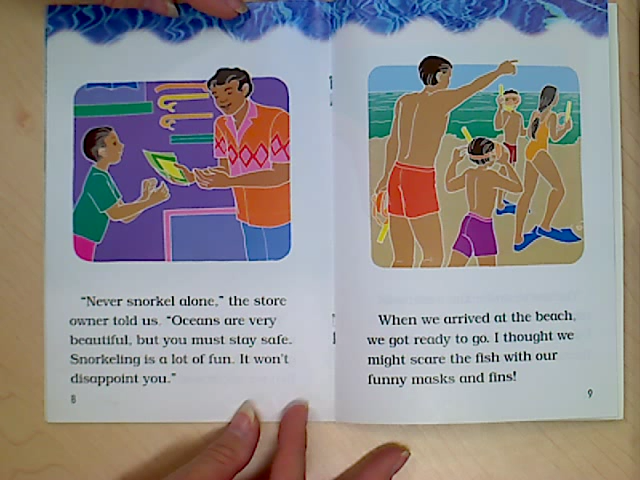 "Never snorkel alone," the store
owner told us. "Oceans are very
beautiful, but you must stay safe.
Snorkeling is a lot of fun. It won't
disappoint you."
8
When we arrived at the beach,
we got ready to go. I thought we
might scare the fish with our
funny masks and fins!
9